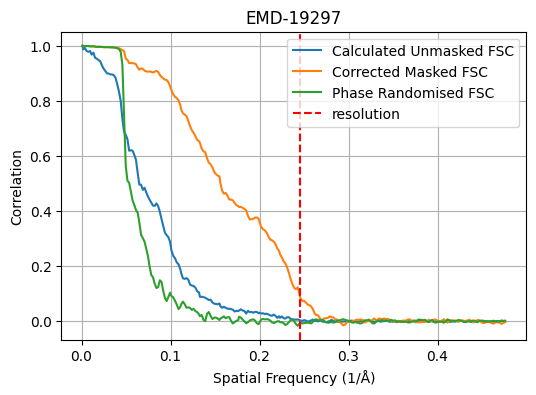 EMD-19297
Calculated Unmasked FSC
Corrected Masked FSC
Phase Randomised FSC
resolution
Correlation
1.0
0.8
0.6
0.4
0.2
0.0
0.0 0.1 0.2 0.3 0.4
Spatial Frequency (1/Å)